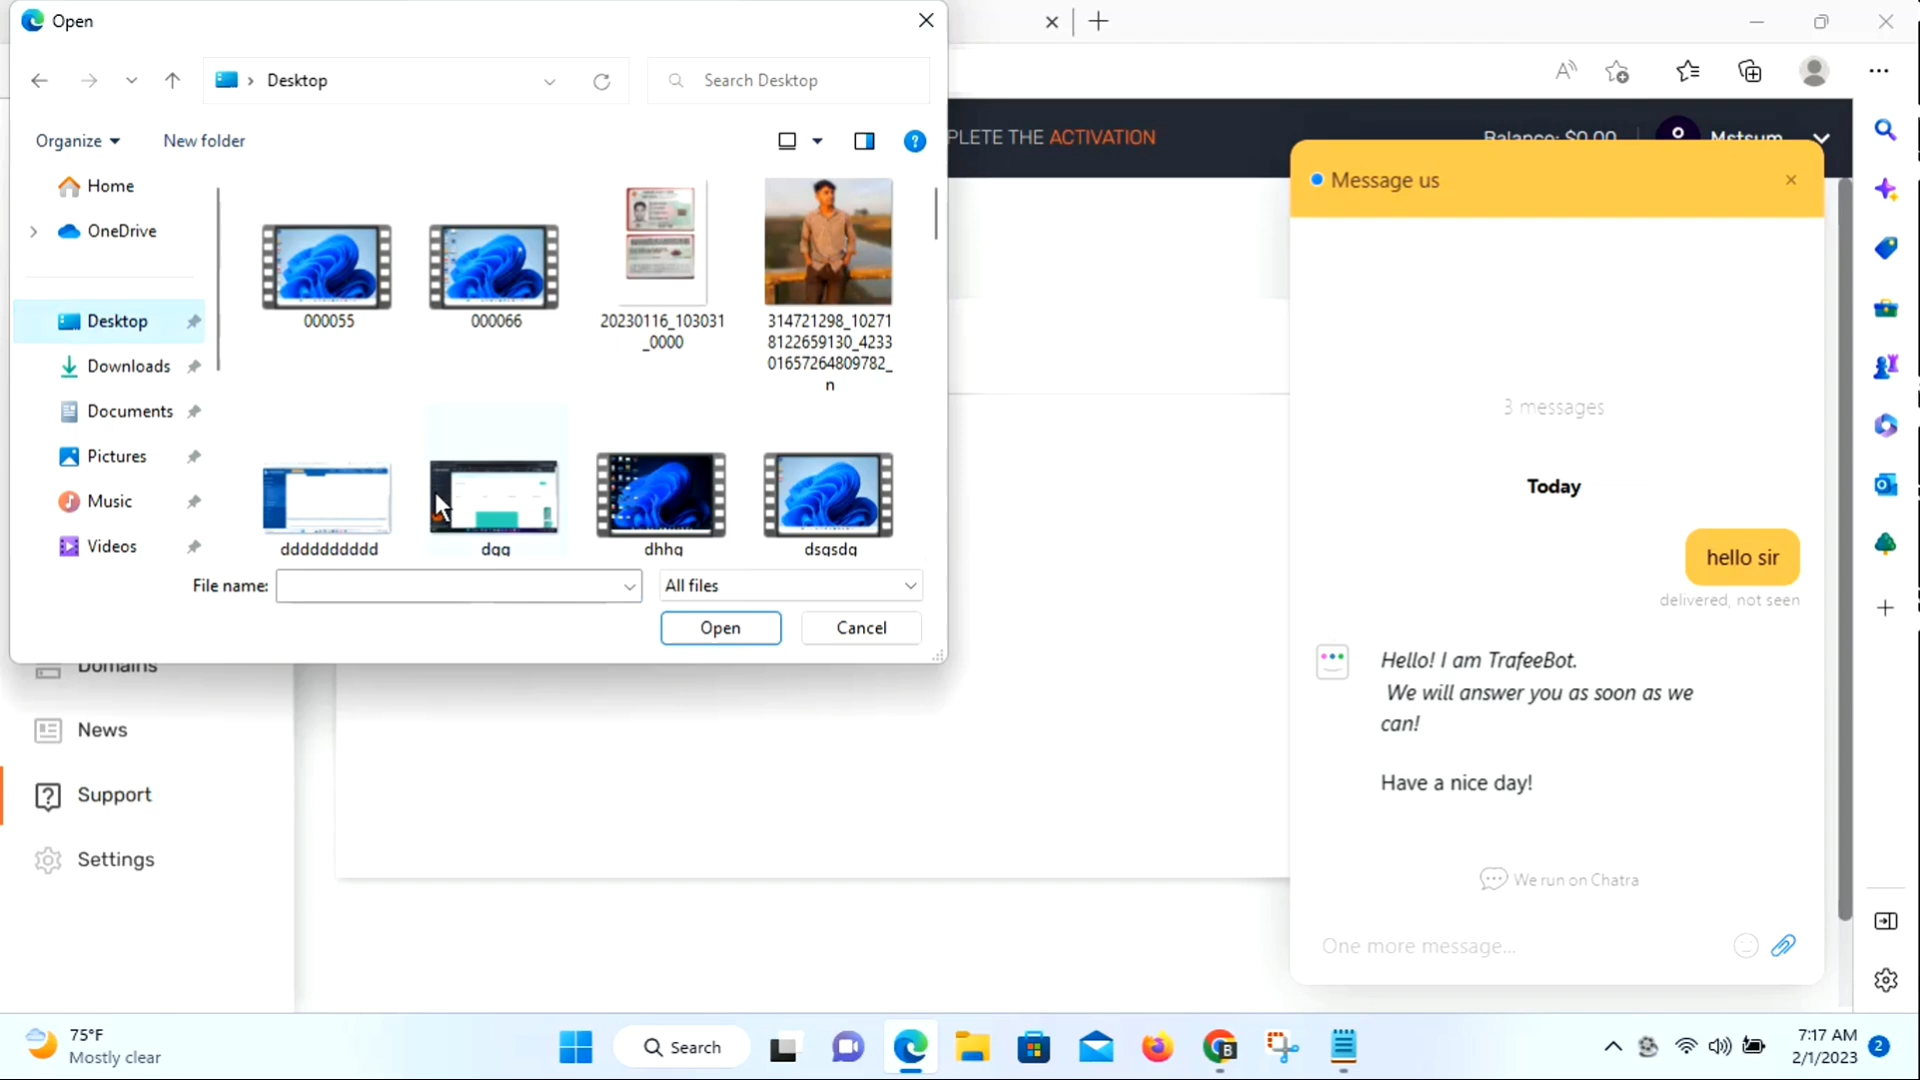 Open
Desktop
Search Desktop
Organize
New folder
Home
OneDrive
Desktop
Downloads
Documents
Pictures
Music
Videos
000055
000066
20230116_103031
_0000
314721298_10271
8122659130_4233
01657264809782_
n
dddddddddd
dgg
dhhg
dsgsdg
File name:
All files
Open
Cancel
PLETE THE ACTIVATION
Balance: $0.00
Mstsum
Domains
News
Support
Settings
Message us
3 messages
Today
hello sir
delivered, not seen
Hello! I am TrafeeBot.
We will answer you as soon as we
can!
Have a nice day!
We run on Chatra
One more message...
75°F
Mostly clear
Search
B
7:17 AM
2/1/2023
2